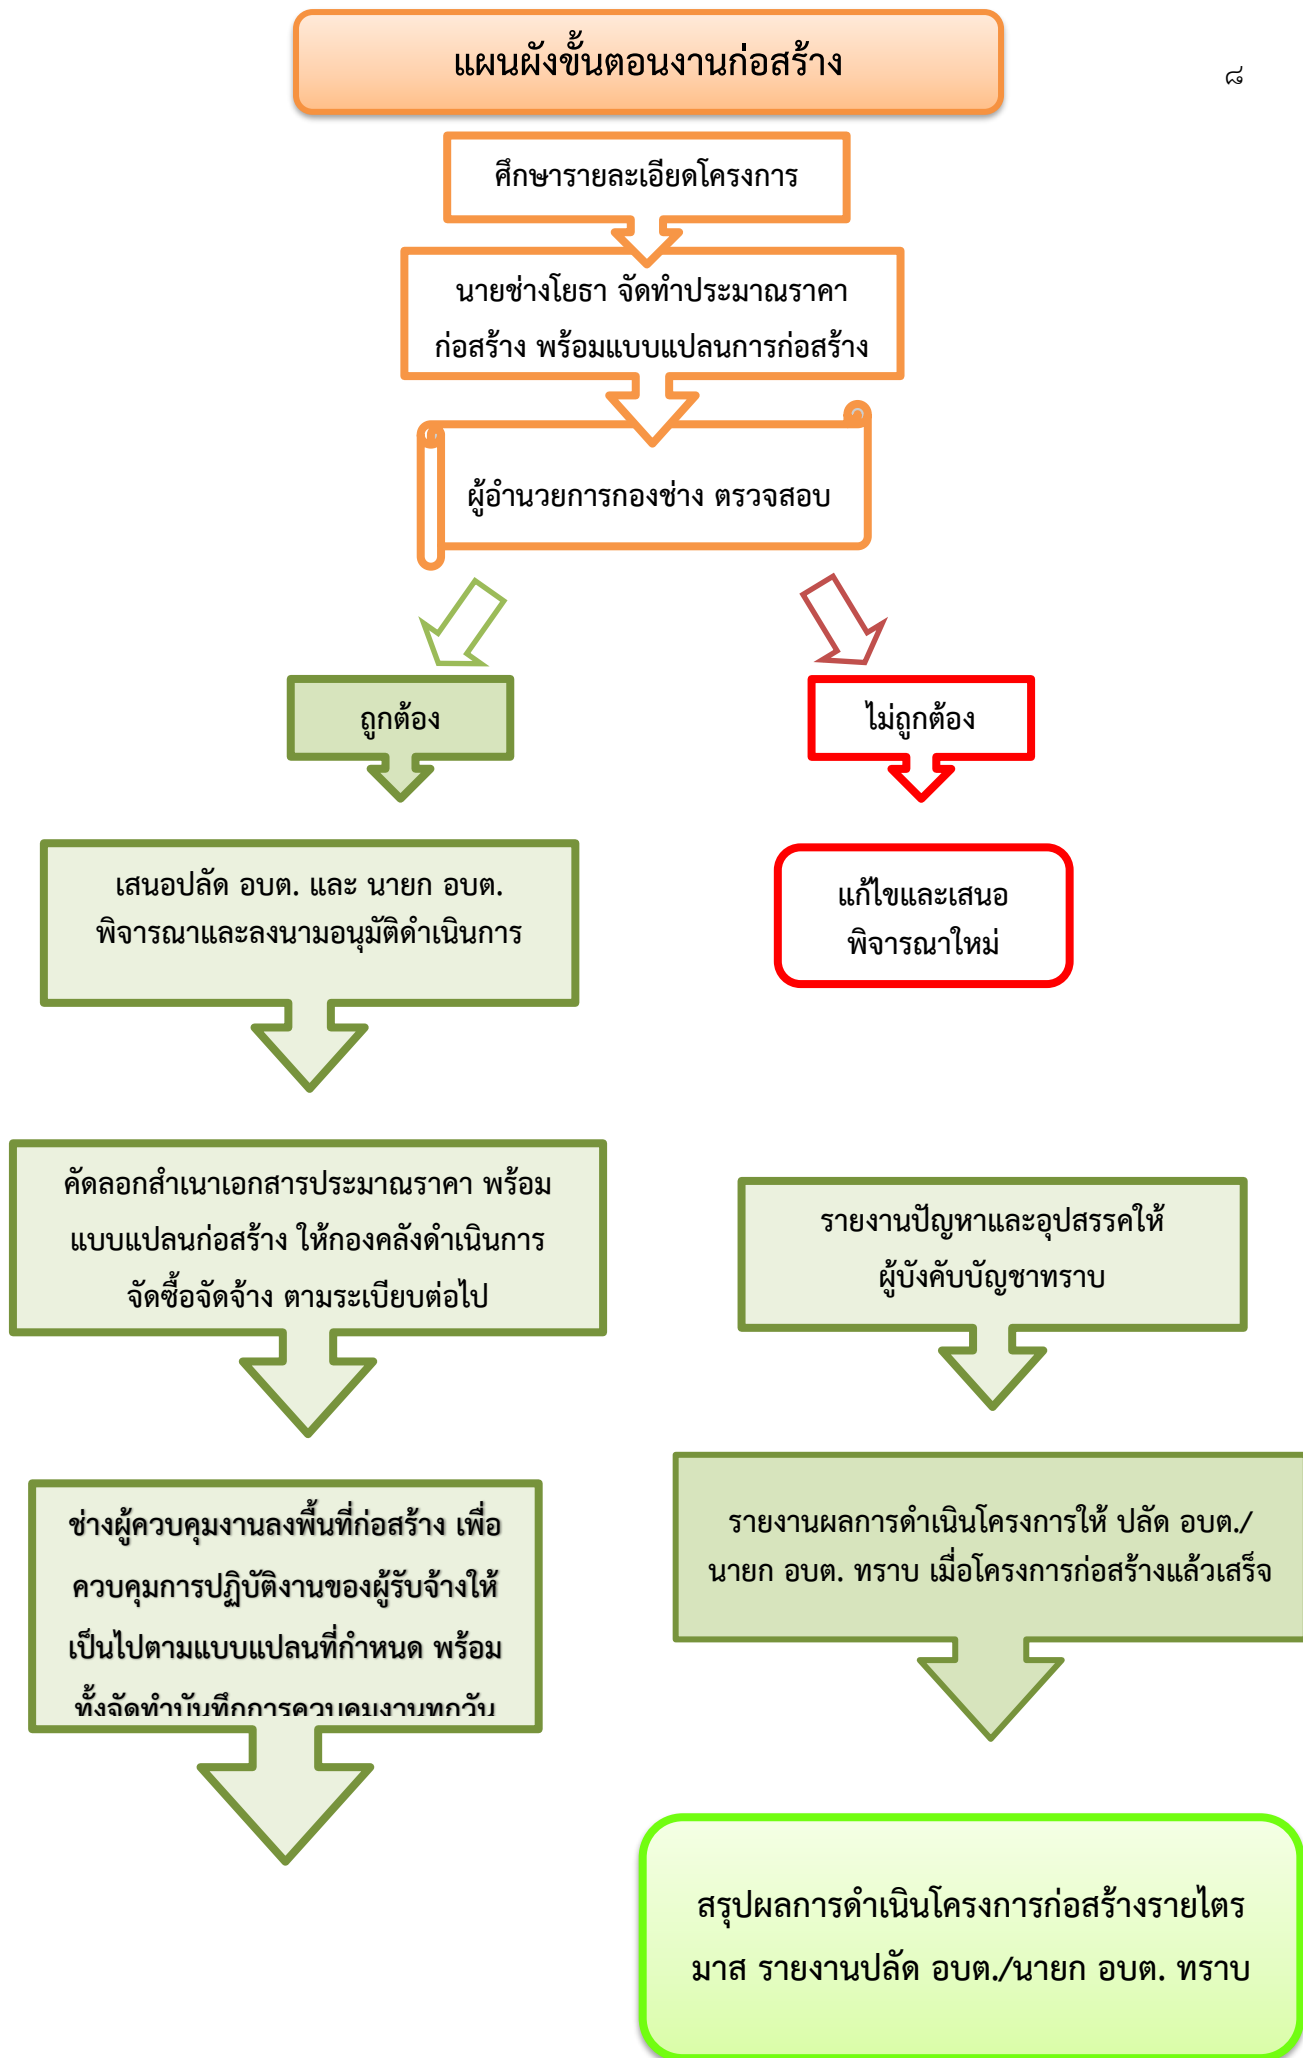 แผนผังขั้นตอนงานก่อสร้าง
๘
ศึกษารายละเอียดโครงการ
นายช่างโยธา จัดทำประมาณราคา
ก่อสร้าง พร้อมแบบแปลนการก่อสร้าง
ผู้อำนวยการกองช่าง ตรวจสอบ
ถูกต้อง
ไม่ถูกต้อง
เสนอปลัด อบต. และ นายก อบต.
พิจารณาและลงนามอนุมัติดำเนินการ
แก้ไขและเสนอ
พิจารณาใหม่
คัดลอกสำเนาเอกสารประมาณราคา พร้อม
แบบแปลนก่อสร้าง ให้กองคลังดำเนินการ
จัดซื้อจัดจ้าง ตามระเบียบต่อไป
รายงานปัญหาและอุปสรรคให้
ผู้บังคับบัญชาทราบ
ช่างผู้ควบคุมงานลงพื้นที่ก่อสร้าง เพื่อ
ควบคุมการปฏิบัติงานของผู้รับจ้างให้
เป็นไปตามแบบแปลนที่กำหนด พร้อม
ทั้งจัดทำบันทึกการควบคุมงานทุกวัน
รายงานผลการดำเนินโครงการให้ ปลัด อบต./
นายก อบต. ทราบ เมื่อโครงการก่อสร้างแล้วเสร็จ
สรุปผลการดำเนินโครงการก่อสร้างรายไตร
มาส รายงานปลัด อบต./นายก อบต. ทราบ